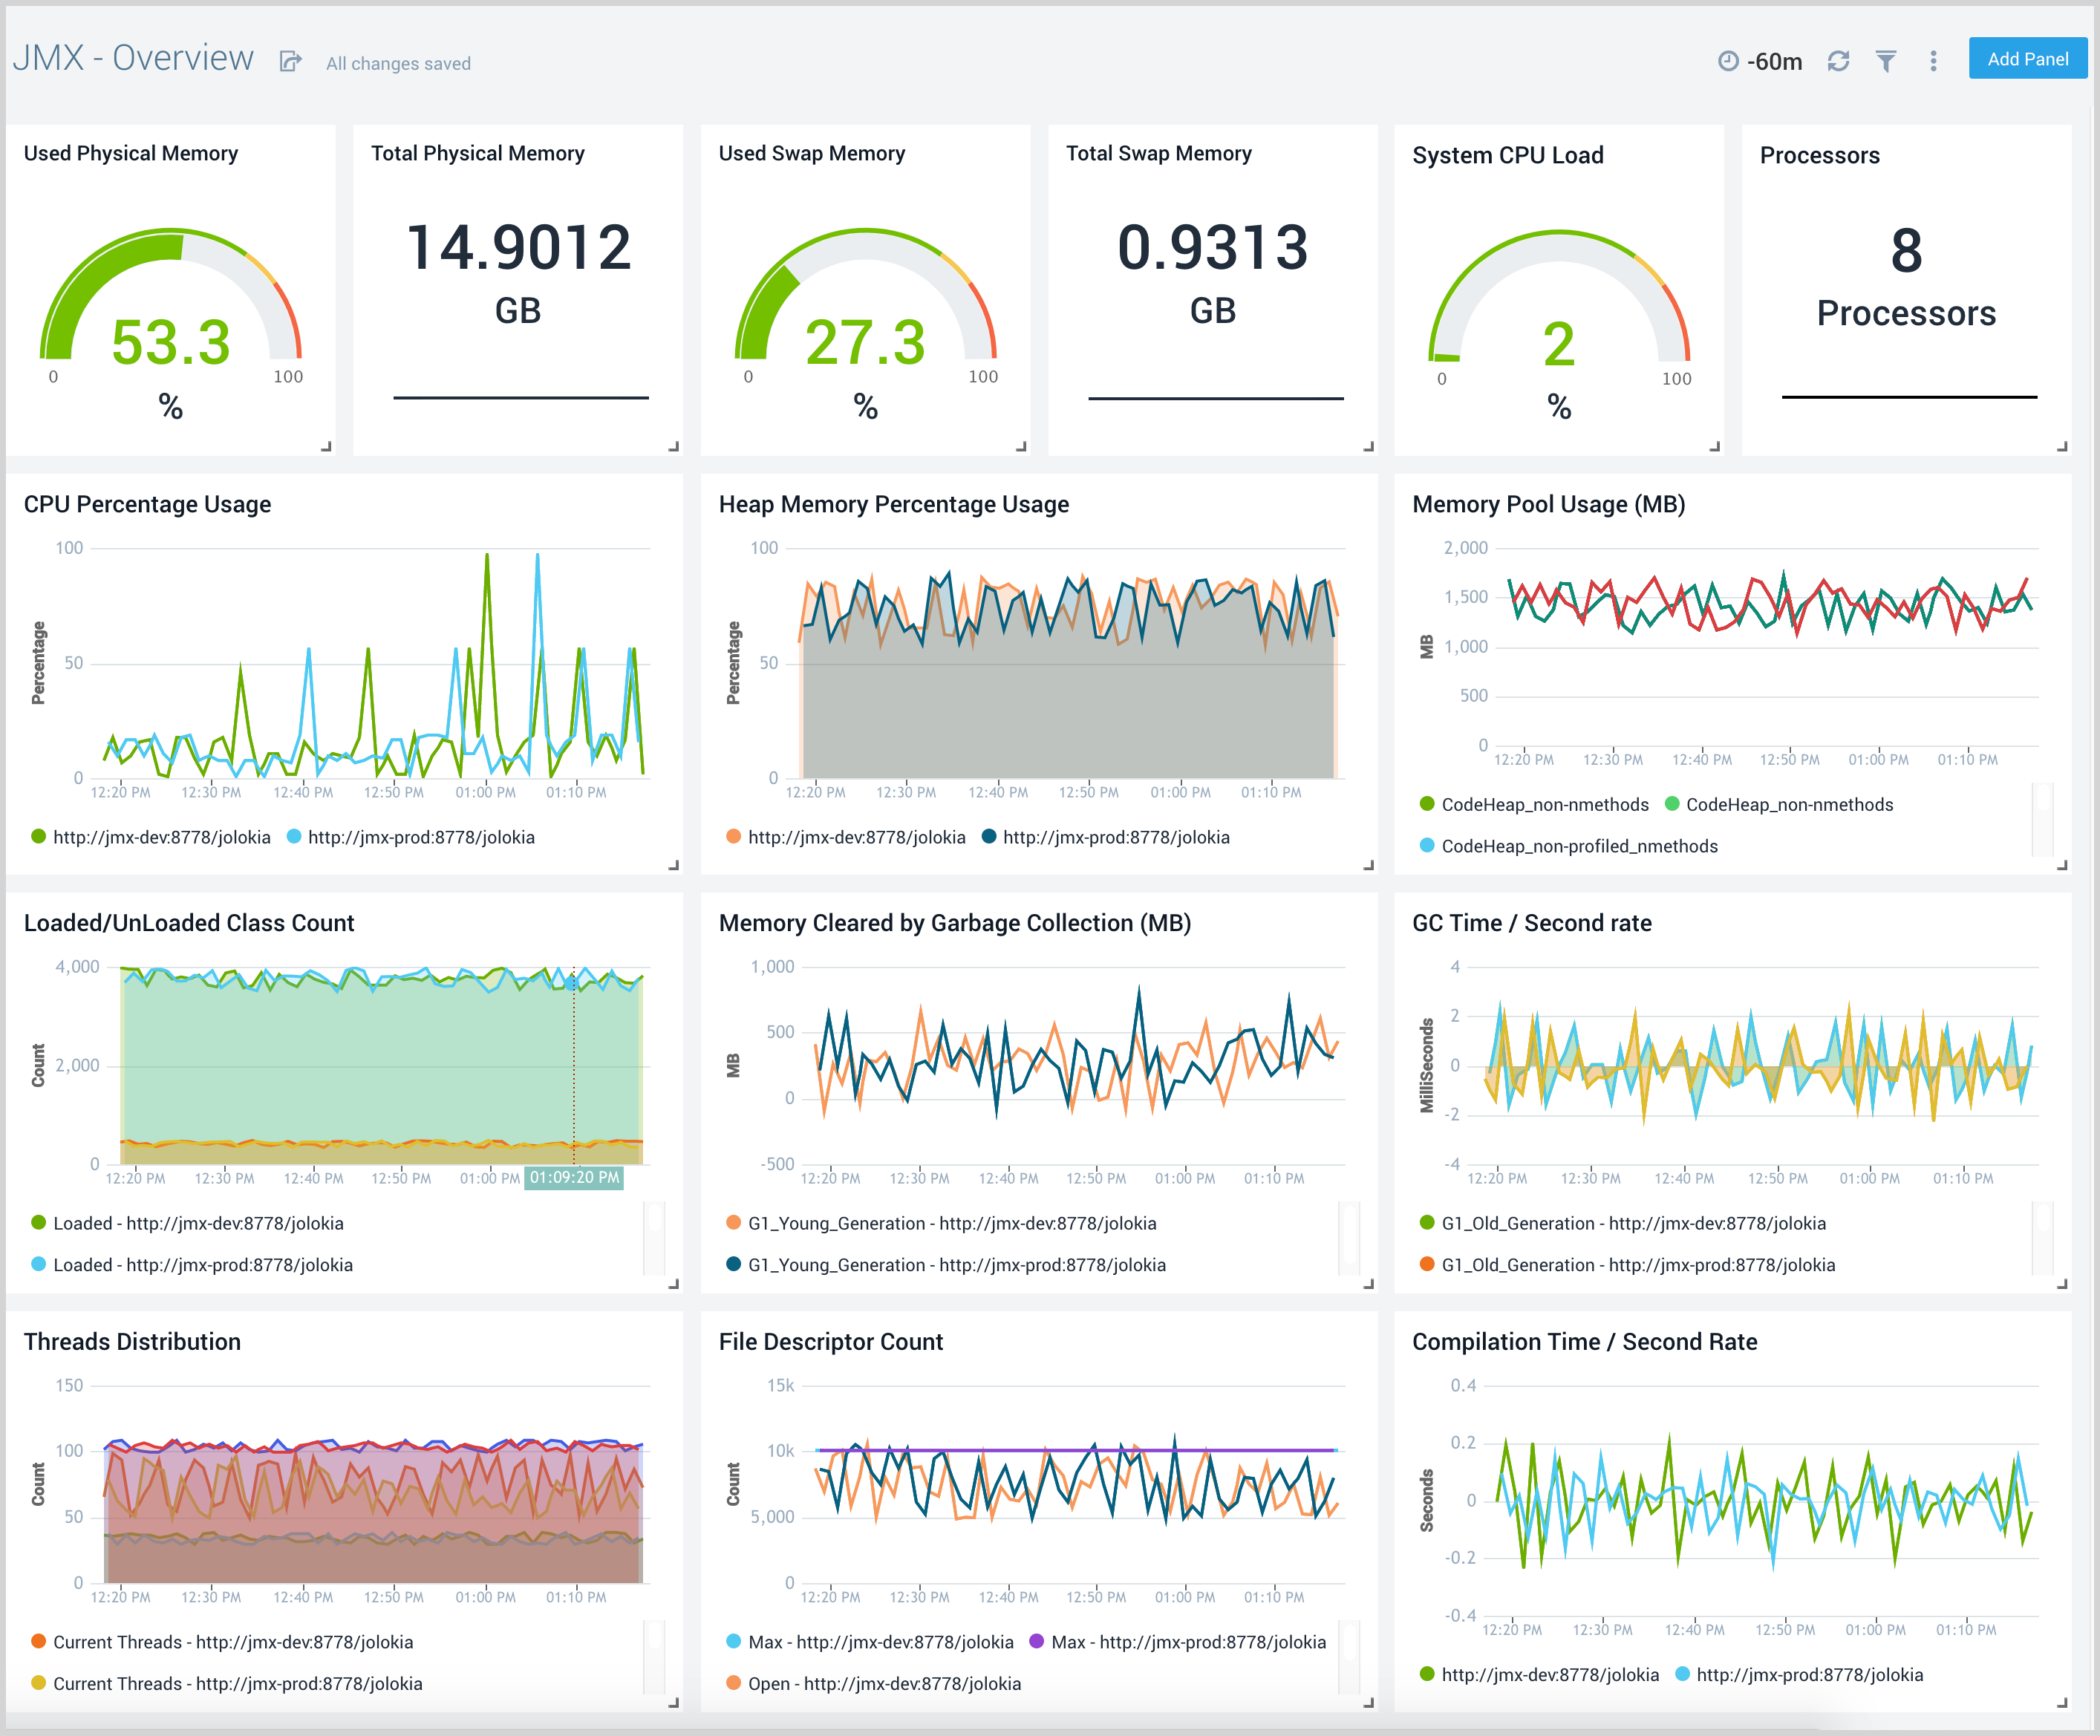 JMX - Overview All changes saved -60m Add Panel
Used Physical Memory
53.3
0 100
%
Total Physical Memory
14.9012
GB
Used Swap Memory
27.3
0 100
%
Total Swap Memory
0.9313
GB
System CPU Load
2
0 100
%
Processors
8
Processors
CPU Percentage Usage
Percentage
100
50
0
12:20 PM 12:30 PM 12:40 PM 12:50 PM 01:00 PM 01:10 PM
http://jmx-dev:8778/jolokia http://jmx-prod:8778/jolokia
Heap Memory Percentage Usage
Percentage
100
50
0
12:20 PM 12:30 PM 12:40 PM 12:50 PM 01:00 PM 01:10 PM
http://jmx-dev:8778/jolokia http://jmx-prod:8778/jolokia
Memory Pool Usage (MB)
MB
2,000
1,500
1,000
500
0
12:20 PM 12:30 PM 12:40 PM 12:50 PM 01:00 PM 01:10 PM
CodeHeap_non-nmethods CodeHeap_non-nmethods
CodeHeap_non-profiled_nmethods
Loaded/UnLoaded Class Count
Count
4,000
2,000
0
12:20 PM 12:30 PM 12:40 PM 12:50 PM 01:00 PM 01:09:20 PM
Loaded - http://jmx-dev:8778/jolokia
Loaded - http://jmx-prod:8778/jolokia
Memory Cleared by Garbage Collection (MB)
MB
1,000
500
0
-500
12:20 PM 12:30 PM 12:40 PM 12:50 PM 01:00 PM 01:10 PM
G1_Young_Generation - http://jmx-dev:8778/jolokia
G1_Young_Generation - http://jmx-prod:8778/jolokia
GC Time / Second rate
MilliSeconds
4
2
0
-2
-4
12:20 PM 12:30 PM 12:40 PM 12:50 PM 01:00 PM 01:10 PM
G1_Old_Generation - http://jmx-dev:8778/jolokia
G1_Old_Generation - http://jmx-prod:8778/jolokia
Threads Distribution
Count
150
100
50
0
12:20 PM 12:30 PM 12:40 PM 12:50 PM 01:00 PM 01:10 PM
Current Threads - http://jmx-dev:8778/jolokia
Current Threads - http://jmx-prod:8778/jolokia
File Descriptor Count
Count
15k
10k
5,000
0
12:20 PM 12:30 PM 12:40 PM 12:50 PM 01:00 PM 01:10 PM
Max - http://jmx-dev:8778/jolokia Max - http://jmx-prod:8778/jolokia
Open - http://jmx-dev:8778/jolokia
Compilation Time / Second Rate
Seconds
0.4
0.2
0
-0.2
-0.4
12:20 PM 12:30 PM 12:40 PM 12:50 PM 01:00 PM 01:10 PM
http://jmx-dev:8778/jolokia http://jmx-prod:8778/jolokia